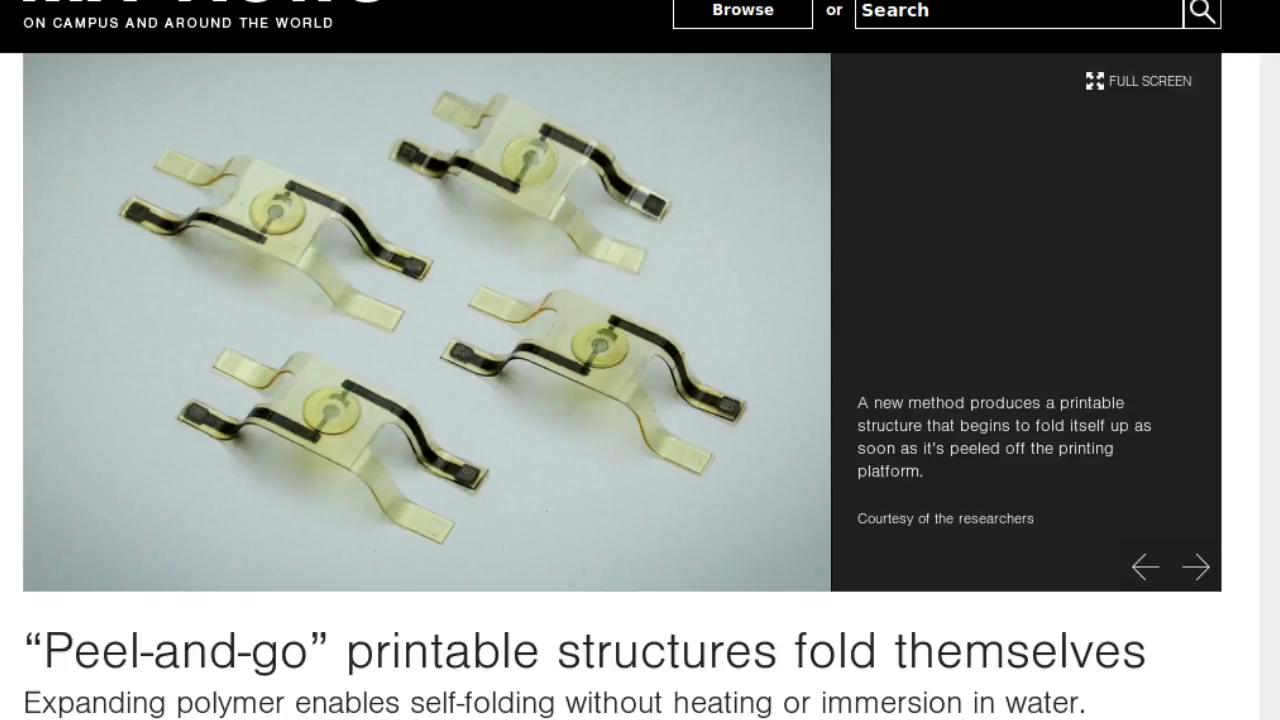 ON CAMPUS AND AROUND THE WORLD
Browse or Search
FULL SCREEN
A new method produces a printable
structure that begins to fold itself up as
soon as it's peeled off the printing
platform.
Courtesy of the researchers
“Peel-and-go” printable structures fold themselves
Expanding polymer enables self-folding without heating or immersion in water.